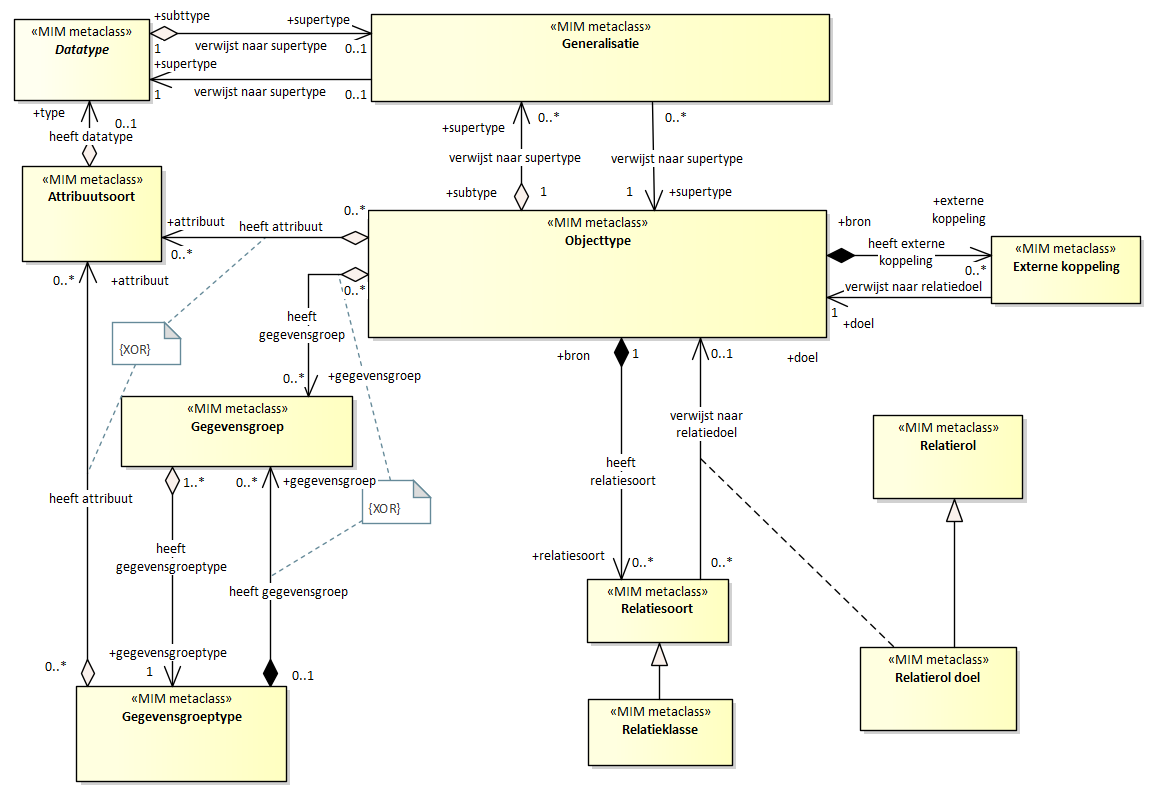 +subttype
+supertype
«MIM metaclass»
Datatype
«MIM metaclass»
Generalisatie
1
verwijst naar supertype
0..1
+supertype
1
verwijst naar supertype
0..1
+type
0..1
heeft datatype
+supertype
0..*
0..*
verwijst naar supertype
verwijst naar supertype
«MIM metaclass»
Attribuutsoort
+subtype
1
1
+supertype
+attribuut
heeft attribuut
0..*
0..*
«MIM metaclass»
Objecttype
+bron
+externe
koppeling
heeft externe
koppeling
0..*
«MIM metaclass»
Externe koppeling
verwijst naar relatiedoel
1
+doel
0..*
+attribuut
0..*
heeft
gegevensgroep
{XOR}
0..*
+gegevensgroep
+bron
1
0..1
+doel
«MIM metaclass»
Gegevensgroep
verwijst naar
relatiedoel
«MIM metaclass»
Relatierol
heeft
relatiesoort
1..*
0..*
+gegevensgroep
heeft attribuut
{XOR}
heeft
gegevensgroeptype
heeft gegevensgroep
+relatiesoort
0..*
0..*
«MIM metaclass»
Relatiesoort
+gegevensgroeptype
0..*
1
0..1
«MIM metaclass»
Relatierol doel
«MIM metaclass»
Gegevensgroeptype
«MIM metaclass»
Relatieklasse